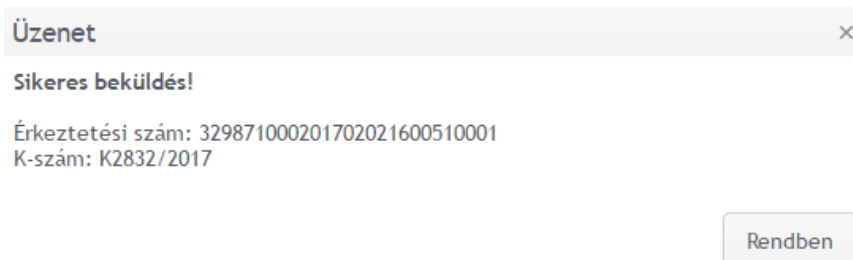 Üzenet
Sikeres beküldés!
Érkeztetési szám: 329871000201702021600510001
K-szám: K2832/2017
Rendben